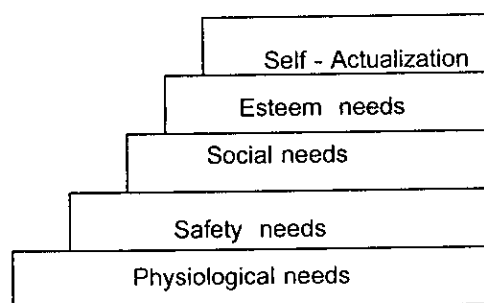 Self - Actualization
Esteem needs
Social needs
Safety needs
Physiological needs